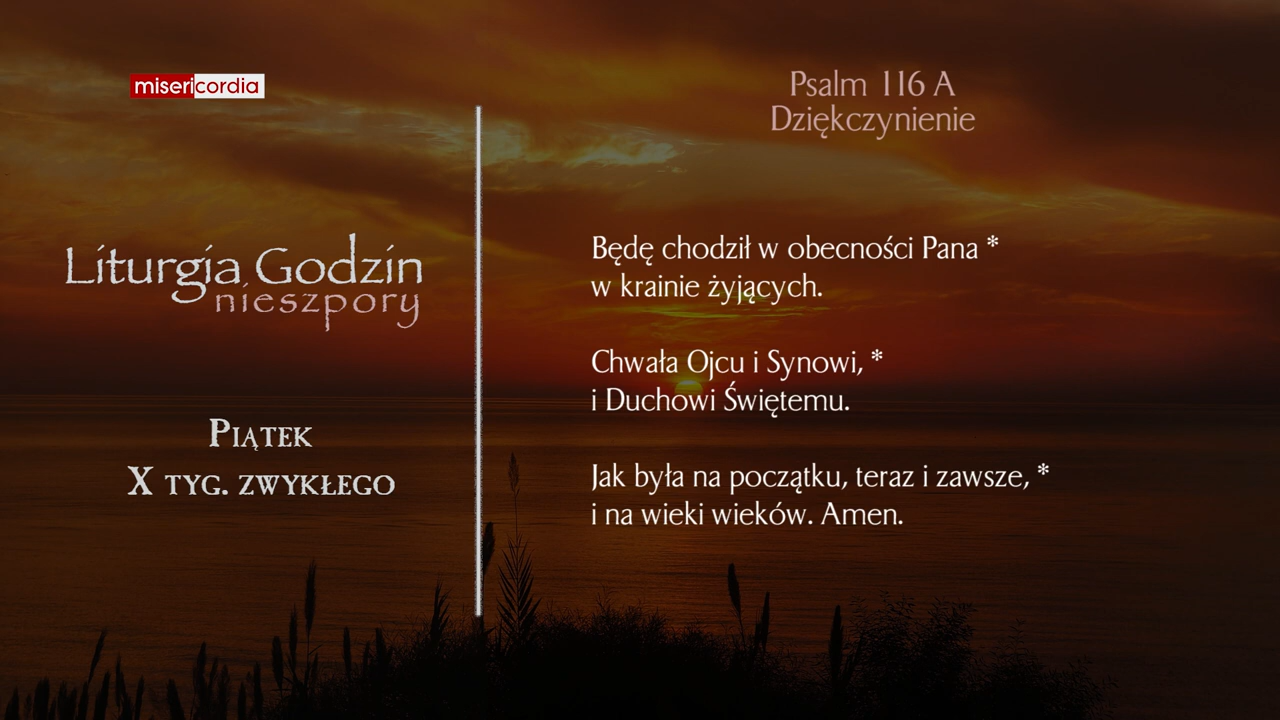 misericordia
Liturgia Godzin
nieszpory
Piątek
X tyg. zwykłego
Psalm 116 A
Dziękczynienie
Będę chodził w obecności Pana *
w krainie żyjących.
Chwała Ojcu i Synowi, *
i Duchowi Świętemu.
Jak była na początku, teraz i zawsze, *
i na wieki wieków. Amen.